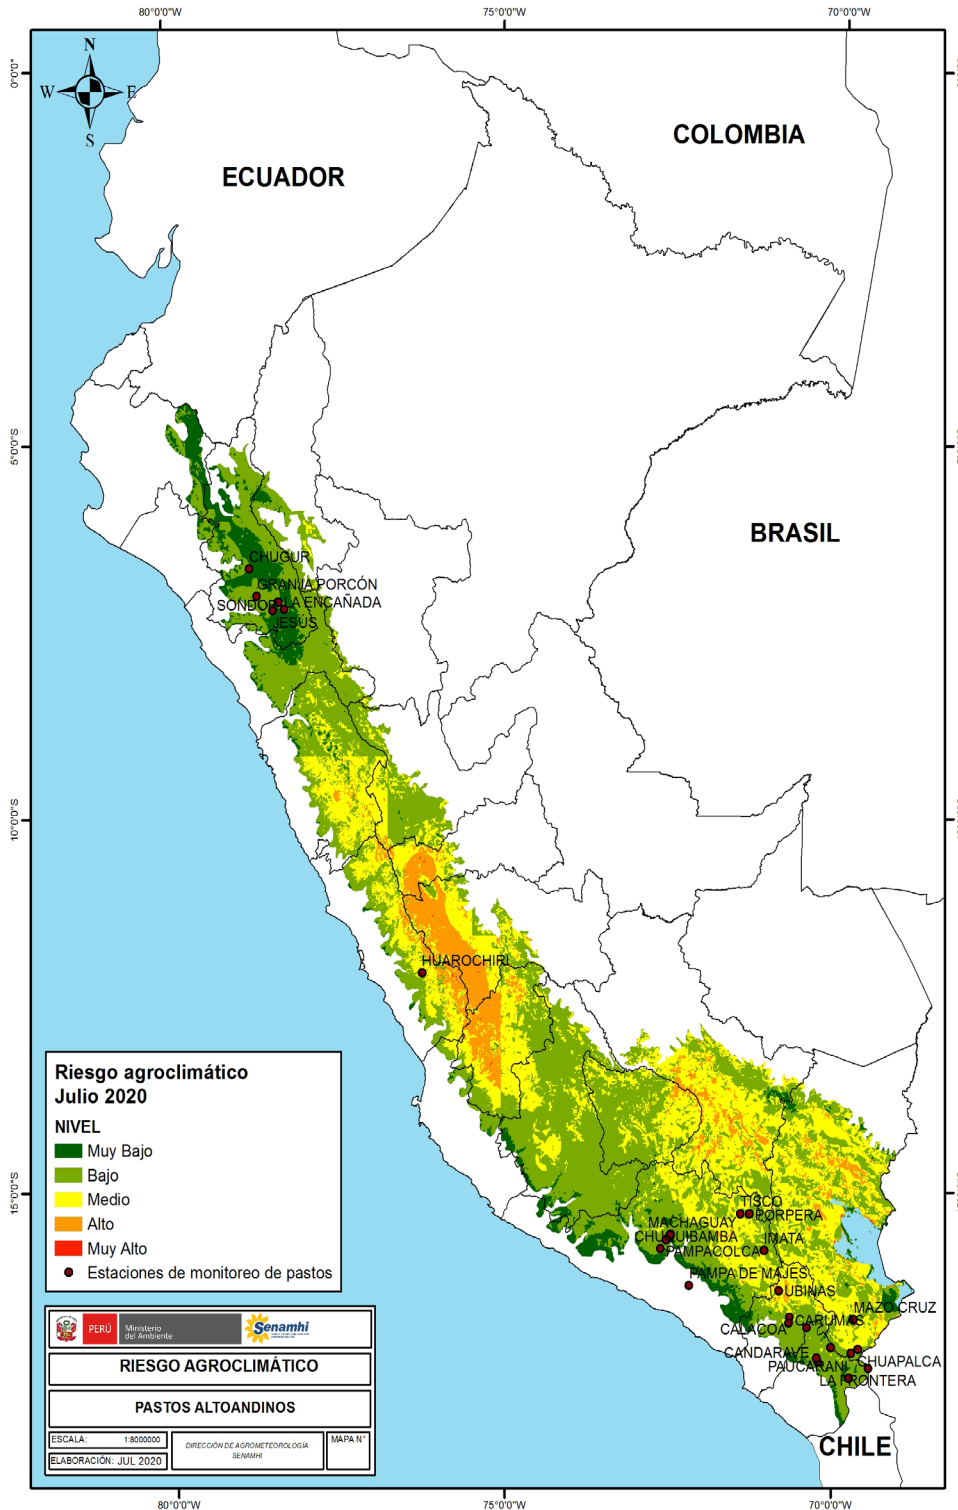 80°0'0"W
75°0'0"W
70°0'0"W
0°0'0"
5°0'0"S
10°0'0"S
15°0'0"S
N
W
E
S
ECUADOR
COLOMBIA
BRASIL
CHILE
CHUGUR
GRANJA PORCÓN
LA ENCAÑADA
JESUS
HUAROCHIRI
TISCO
PORPERA
MACHAGUAY
IMATA
PAMPACOLCA
PAMPA DE MAJES
UBINAS
MAZO CRUZ
CARUMAS
CALACOA
CANDARAVE
PAUCARANI
CHUAPALCA
LA FRONTERA
Riesgo agroclimático
Julio 2020
NIVEL
Muy Bajo
Bajo
Medio
Alto
Muy Alto
Estaciones de monitoreo de pastos
PERÚ
Ministerio
del Ambiente
Senamhi
RIESGO AGROCLIMÁTICO
PASTOS ALTOANDINOS
ESCALA: 1:8000000
ELABORACIÓN: JUL 2020
DIRECCIÓN DE AGROMETEOROLOGÍA
SENAMHI
MAPA N°
80°0'0"W
75°0'0"W
70°0'0"W